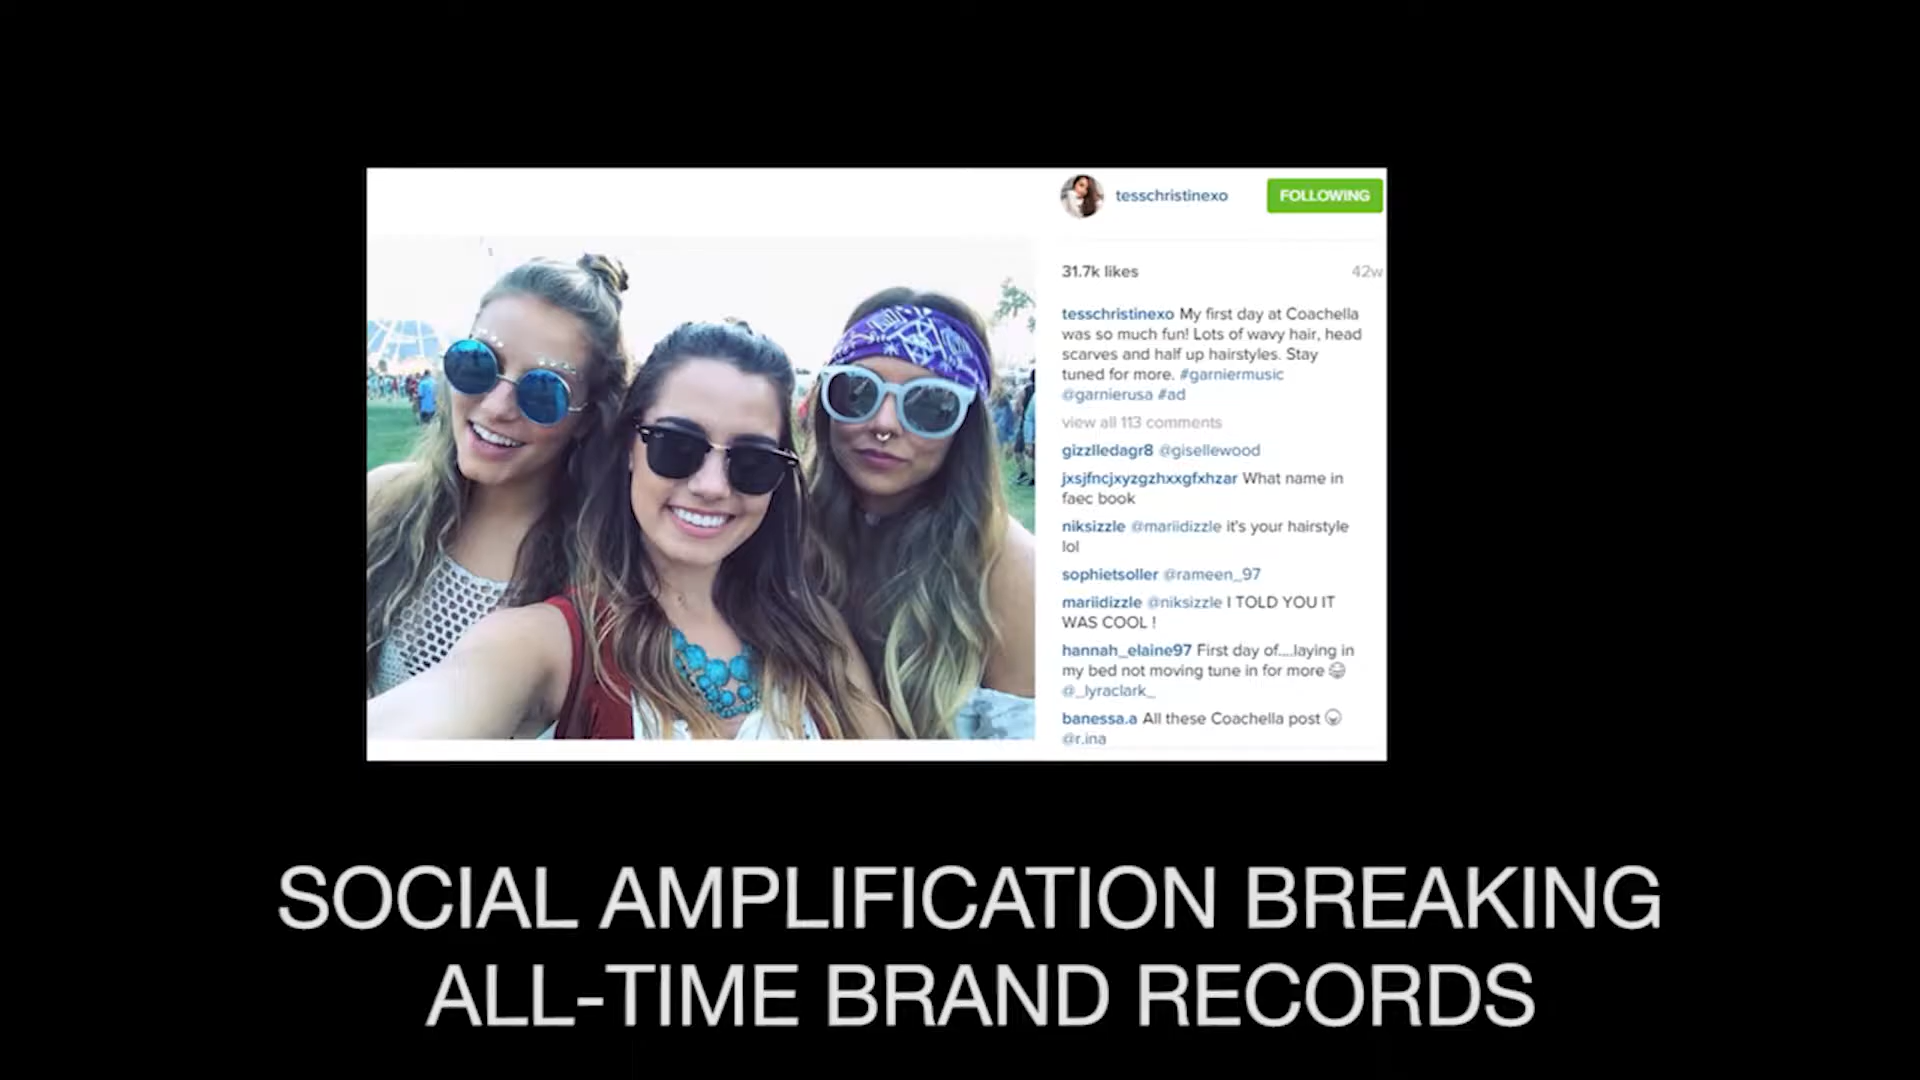 tesschristinexo
FOLLOWING
31.7k likes
42w
tesschristinexo My first day at Coachella
was so much fun! Lots of wavy hair, head
scarves and half up hairstyles. Stay
tuned for more. #garniermusic
@garnierusa #ad
view all 113 comments
gizzlledagr8 @gisellewood
jxsjfncjxyzgzhxxgfxhzar What name in
faec book
niksizzle @mariidizzle it's your hairstyle
lol
sophietsoller @rameen_97
mariidizzle @niksizzle I TOLD YOU IT
WAS COOL !
hannah_elaine97 First day of....laying in
my bed not moving tune in for more 😂
@_lyraclark_
banessa.a All these Coachella post
@r.ina
SOCIAL AMPLIFICATION BREAKING
ALL-TIME BRAND RECORDS